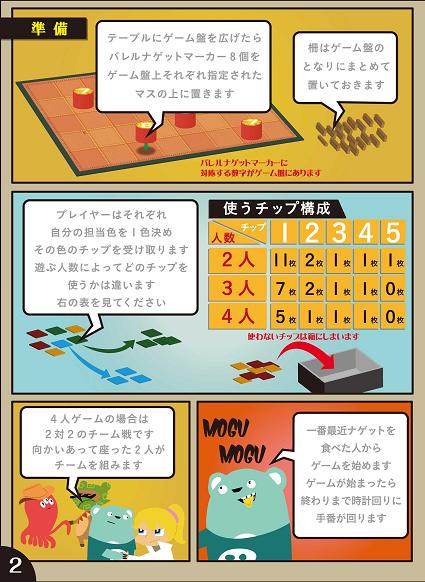 準備
テーブルにゲーム盤を広げたら
バレルナゲットマーカー8個を
ゲーム盤上それぞれ指定された
マスの上に置きます
柵はゲーム盤の
となりにまとめて
置いておきます
バレルナゲットマーカーに
対応する数字がゲーム盤にあります
プレイヤーはそれぞれ
自分の担当色を1色決め
その色のチップを受け取ります
遊ぶ人数によってどのチップを
使うかは違います
右の表を見てください
使うチップ構成
チップ
人数
1 2 3 4 5
2人 11枚 2枚 1枚 1枚 1枚
3人 7枚 2枚 1枚 1枚 0枚
4人 5枚 1枚 1枚 1枚 0枚
使わないチップは箱にしまいます
4人ゲームの場合は
2対2のチーム戦です
向かいあって座った2人が
チームを組みます
MOGU
MOGU
一番最近ナゲットを
食べた人から
ゲームを始めます
ゲームが始まったら
終わりまで時計回りに
手番が回ります
2